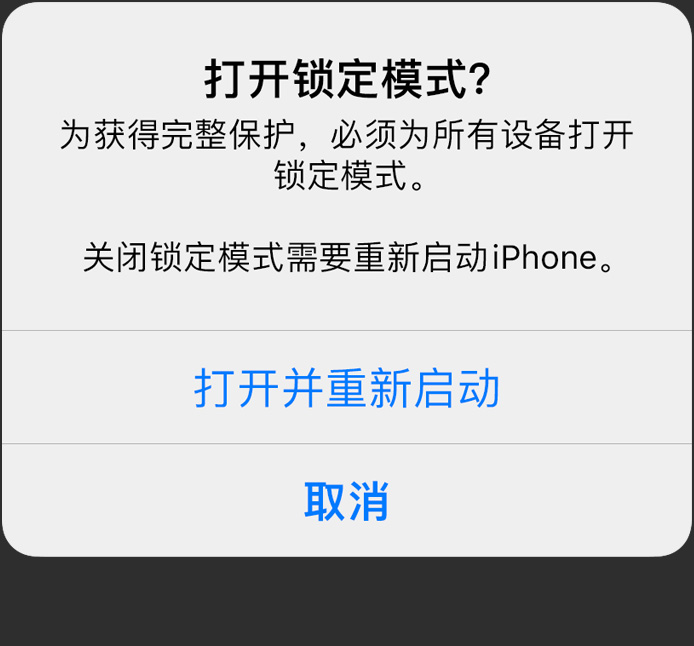 打开锁定模式?
为获得完整保护，必须为所有设备打开
锁定模式。
关闭锁定模式需要重新启动iPhone。
打开并重新启动
取消